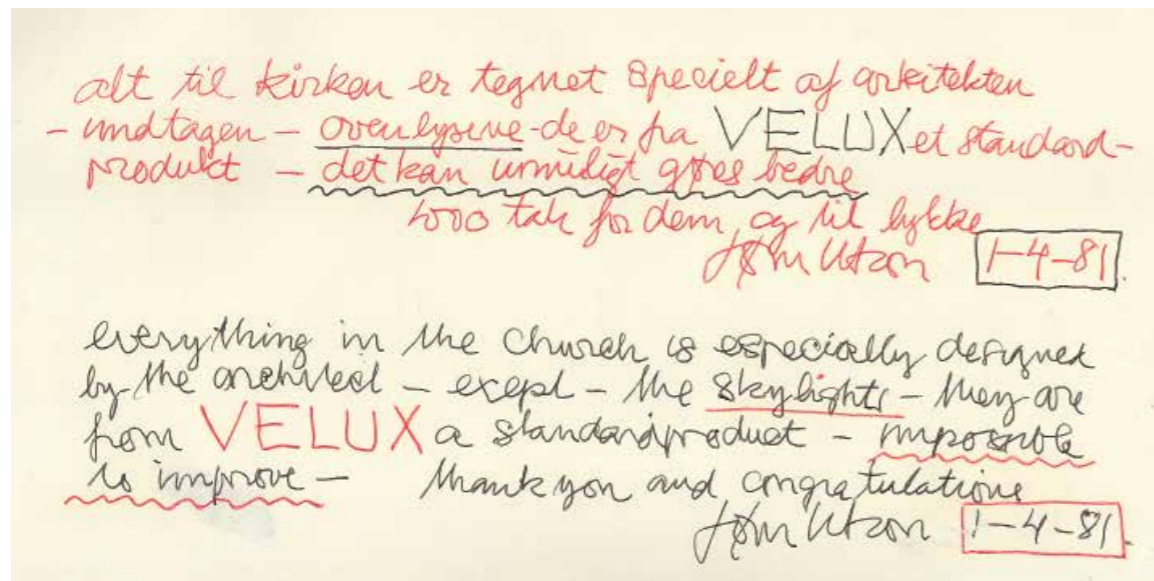 alt til kirken er tegnet specielt af arkitekten
- undtagen - ovenlysene - de er fra VELUX et standard-
produkt - det kan umuligt gøres bedre
1000 tak for dem, og til lykke
Jørn Utzon 1-4-81.
everything in the church is especially designed
by the architect - exept - the skylights - they are
from VELUX a standardproduct - impossible
to improve - thank you and congratulations
Jørn Utzon 1-4-81.